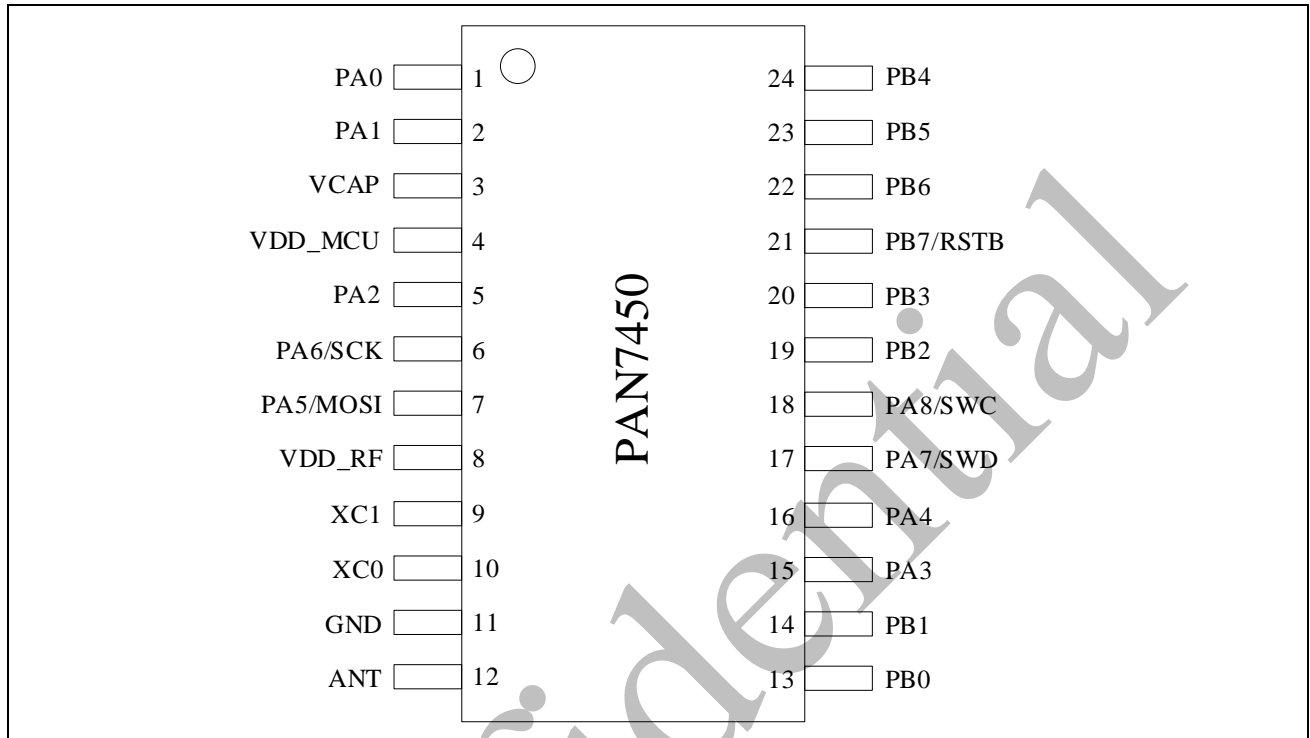 PA0 1 24 PB4
PA1 2 23 PB5
VCAP 3 22 PB6
VDD_MCU 4 21 PB7/RSTB
PA2 5 20 PB3
PA6/SCK 6 19 PB2
PA5/MOSI 7 18 PA8/SWC
VDD_RF 8 17 PA7/SWD
XC1 9 16 PA4
XC0 10 15 PA3
GND 11 14 PB1
ANT 12 13 PB0
PAN7450